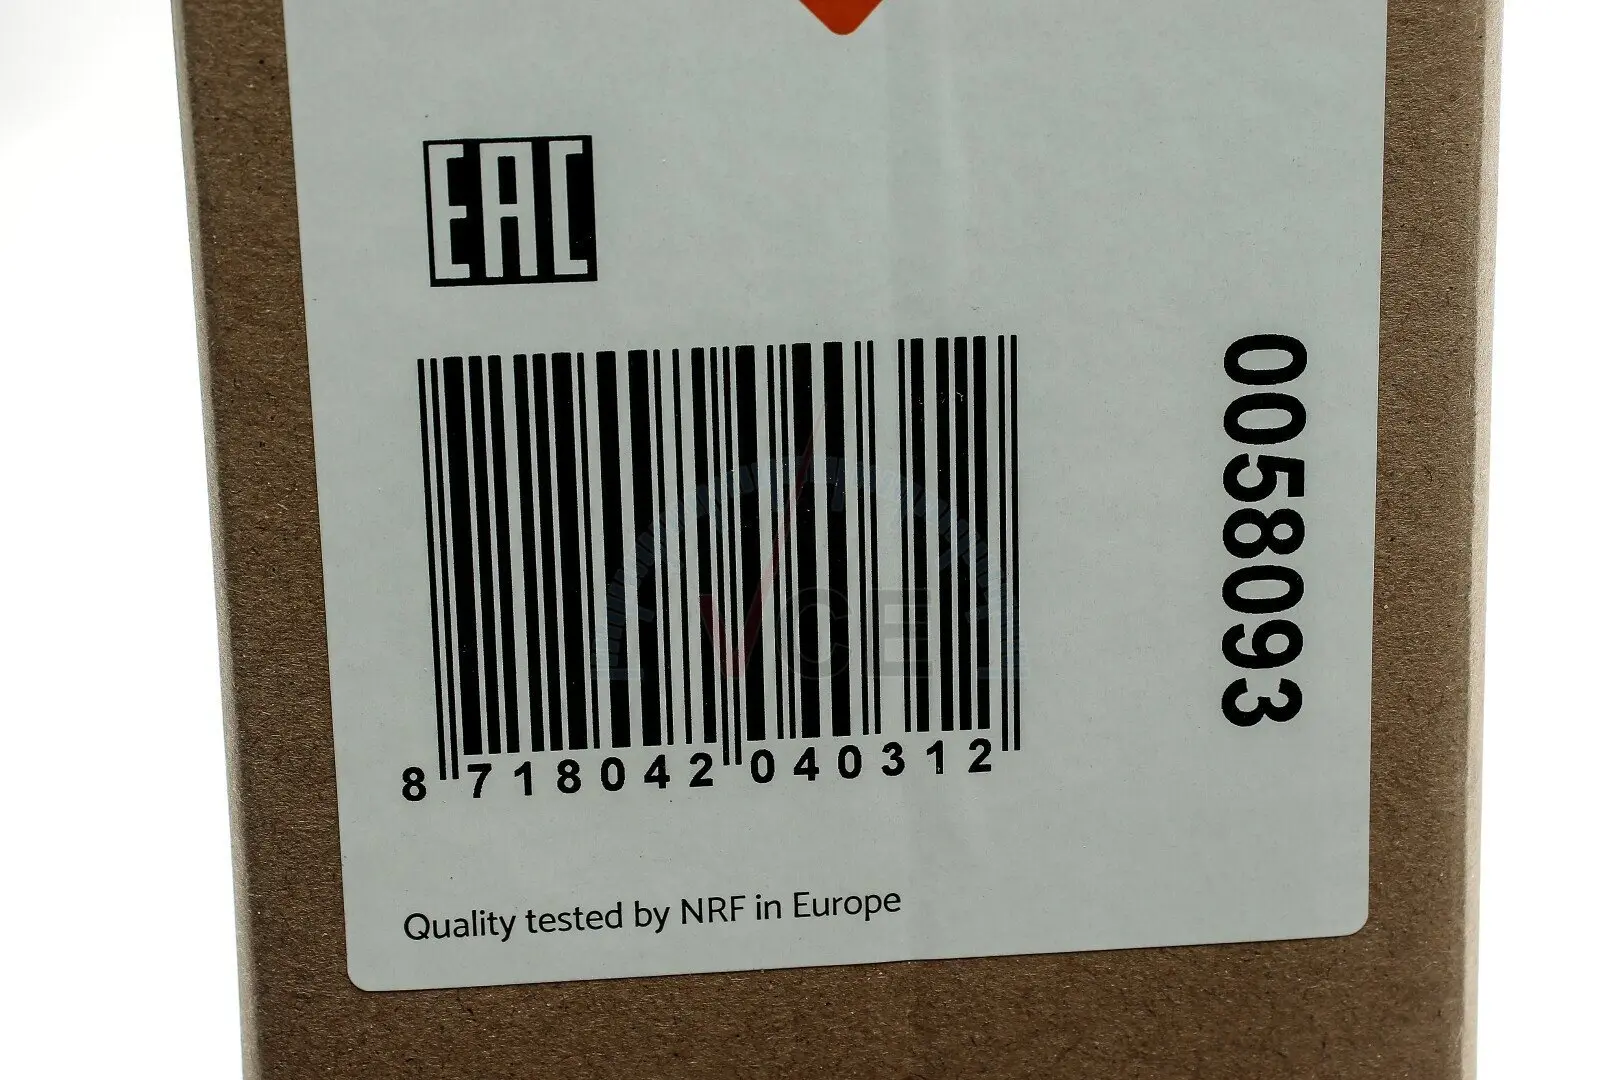 EAC
8 718042 040312
0058093
Quality tested by NRF in Europe